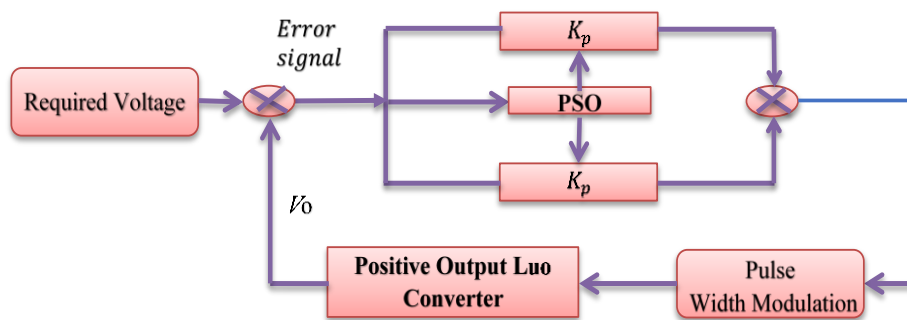 Error
signal
Required Voltage
K_p
PSO
K_p
V0
Positive Output Luo
Converter
Pulse
Width Modulation